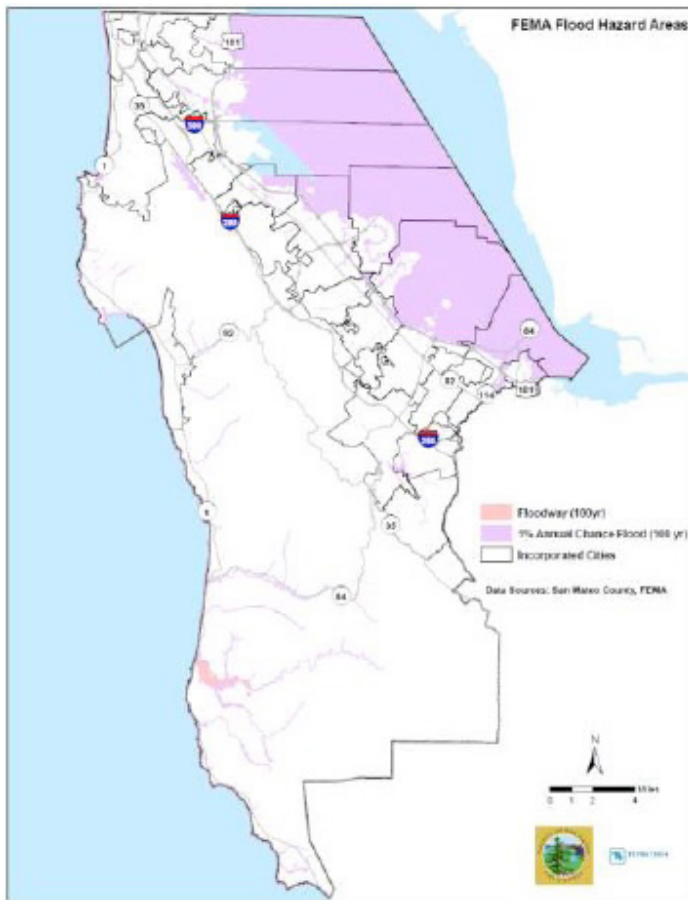 FEMA Flood Hazard Areas
101
35
280
1
280
92
84
82
101
114
280
1
35
84
Floodway (100yr)
1% Annual Chance Flood (100 yr)
Incorporated Cities
Data Sources: San Mateo County, FEMA
N
Miles
0 1 2 4